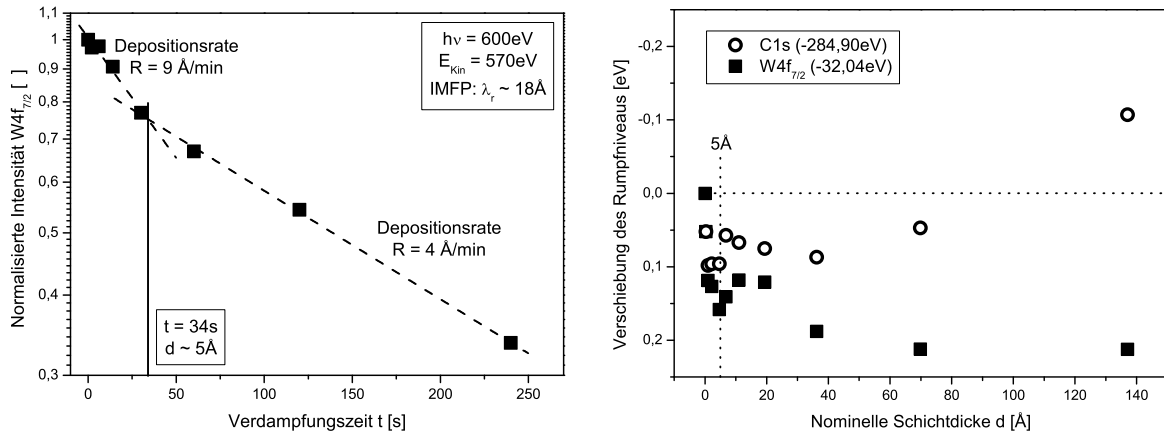 Normalisierte Intensität W4f7/2 [ ]
1,1
1
0,9
0,8
0,7
0,6
0,5
0,4
0,3
Depositionsrate
R = 9 Å/min
hν = 600eV
EKin = 570eV
IMFP: λr ~ 18Å
Depositionsrate
R = 4 Å/min
t = 34s
d ~ 5Å
0 50 100 150 200 250
Verdampfungszeit t [s]
Verschiebung des Rumpfniveaus [eV]
-0,2
-0,1
0,0
0,1
0,2
C1s (-284,90eV)
W4f7/2 (-32,04eV)
5Å
0 20 40 60 80 100 120 140
Nominelle Schichtdicke d [Å]